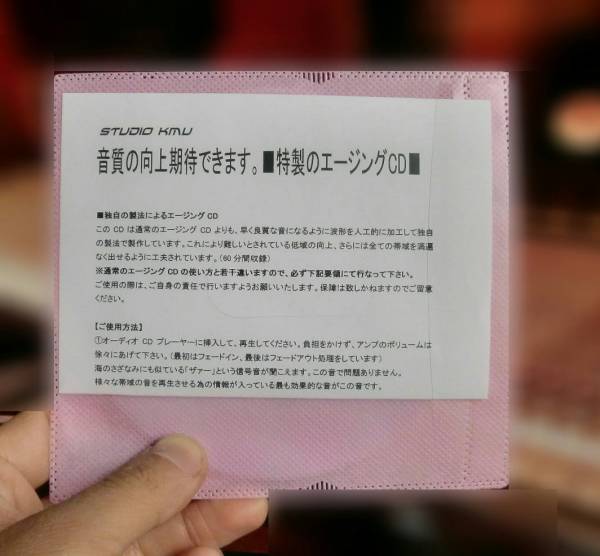 STUDIO KMU
音質の向上期待できます。■特製のエージングCD■
■独自の製法によるエージング CD
この CD は通常のエージング CD よりも、早く良質な音になるように波形を人工的に加工して独自
の製法で製作しています。これにより難しいとされている低域の向上、さらには全ての帯域を満遍
なく出せるように工夫されています。（60 分間収録）
※通常のエージング CD の使い方と若干違いますので、必ず下記要領にて行なって下さい。
ご使用の際は、ご自身の責任で行いますようお願いいたします。保障は致しかねますのでご留意
ください。
【ご使用方法】
①オーディオ CD プレーヤーに挿入して、再生してください。負担をかけず、アンプのボリュームは
徐々にあげて下さい。（最初はフェードイン、最後はフェードアウト処理をしています）
海のさざなみにも似ている「ザァー」という信号音が聞こえます。この音で問題ありません。
様々な帯域の音を再生させる為の情報が入っている最も効果的な音がこの音です。